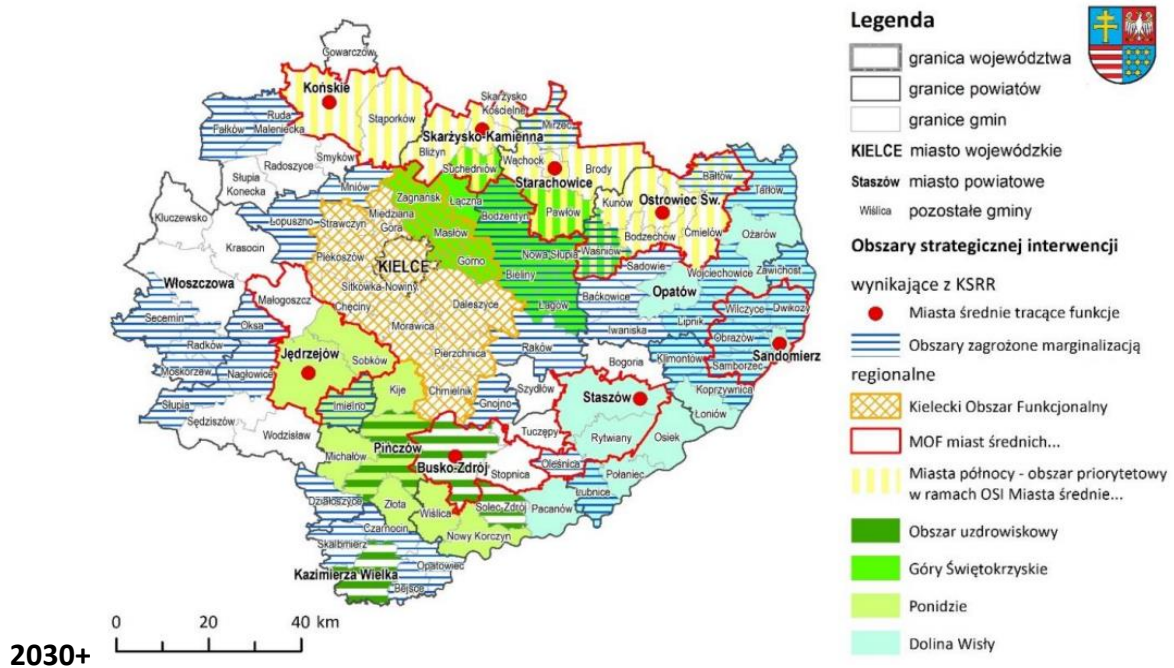 Gowarczów
Końskie
Stąporków
Skarżysko
Kościelne
Mirzec
Ruda
Maleniecka
Fałków
Skarżysko-Kamienna
Bliżyn
Wąchock
Brody
Suchedniów
Starachowice
Bałtów
Tarłów
Smyków
Radoszyce
Słupia
Konecka
Mniów
Zagnańsk
Łączna
Pawłów
Kunów
Ostrowiec Św.
Kluczewsko
Łopuszno
Strawczyn
Miedziana
Góra
Masłów
Bodzentyn
Waśniów
Bodzechów
Ćmielów
Ożarów
Krasocin
Piekoszów
KIELCE
Górno
Nowa Słupia
Bieliny
Sadowie
Wojciechowice
Zawichost
Włoszczowa
Sitkówka-Nowiny
Opatów
Małogoszcz
Chęciny
Daleszyce
Łagów
Baćkowice
Wilczyce
Dwikozy
Secemin
Oksa
Morawica
Iwaniska
Lipnik
Obrazów
Radków
Jędrzejów
Sobków
Pierzchnica
Raków
Bogoria
Klimontów
Samborzec
Sandomierz
Moskorzew
Nagłowice
Kije
Chmielnik
Szydłów
Staszów
Koprzywnica
Słupia
Imielno
Gnojno
Łoniów
Sędziszów
Wodzisław
Pińczów
Tuczępy
Rytwiany
Osiek
Michałów
Busko-Zdrój
Stopnica
Oleśnica
Połaniec
Działoszyce
Złota
Wiślica
Solec-Zdrój
Pacanów
Łubnice
Czarnocin
Skalbmierz
Nowy Korczyn
Opatowiec
Kazimierza Wielka
Bejsce
0 20 40 km
2030+
Legenda
granica województwa
granice powiatów
granice gmin
KIELCE miasto wojewódzkie
Staszów miasto powiatowe
Wiślica pozostałe gminy
Obszary strategicznej interwencji
wynikające z KSRR
Miasta średnie tracące funkcje
Obszary zagrożone marginalizacją
regionalne
Kielecki Obszar Funkcjonalny
MOF miast średnich...
Miasta północy - obszar priorytetowy
w ramach OSI Miasta średnie...
Obszar uzdrowiskowy
Góry Świętokrzyskie
Ponidzie
Dolina Wisły